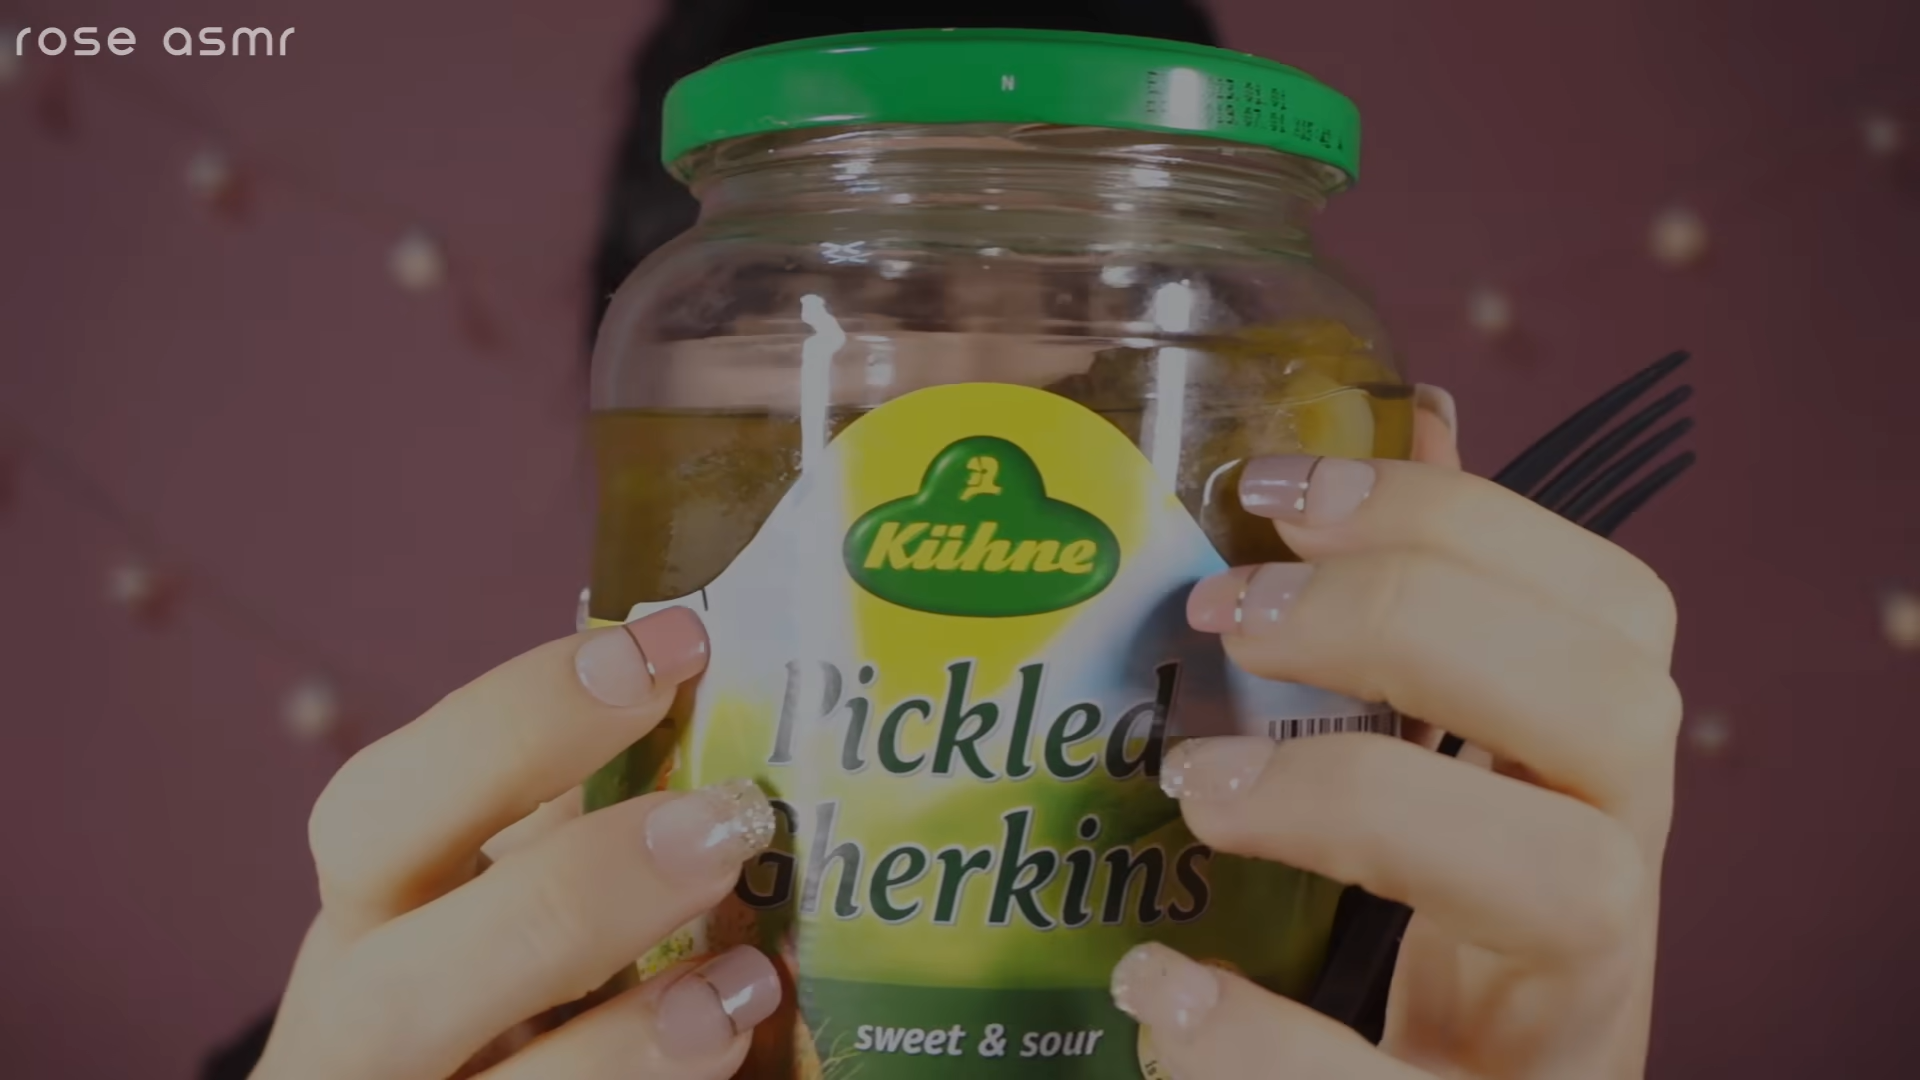 rose asmr
N
Kühne
Pickled
Gherkins
sweet & sour